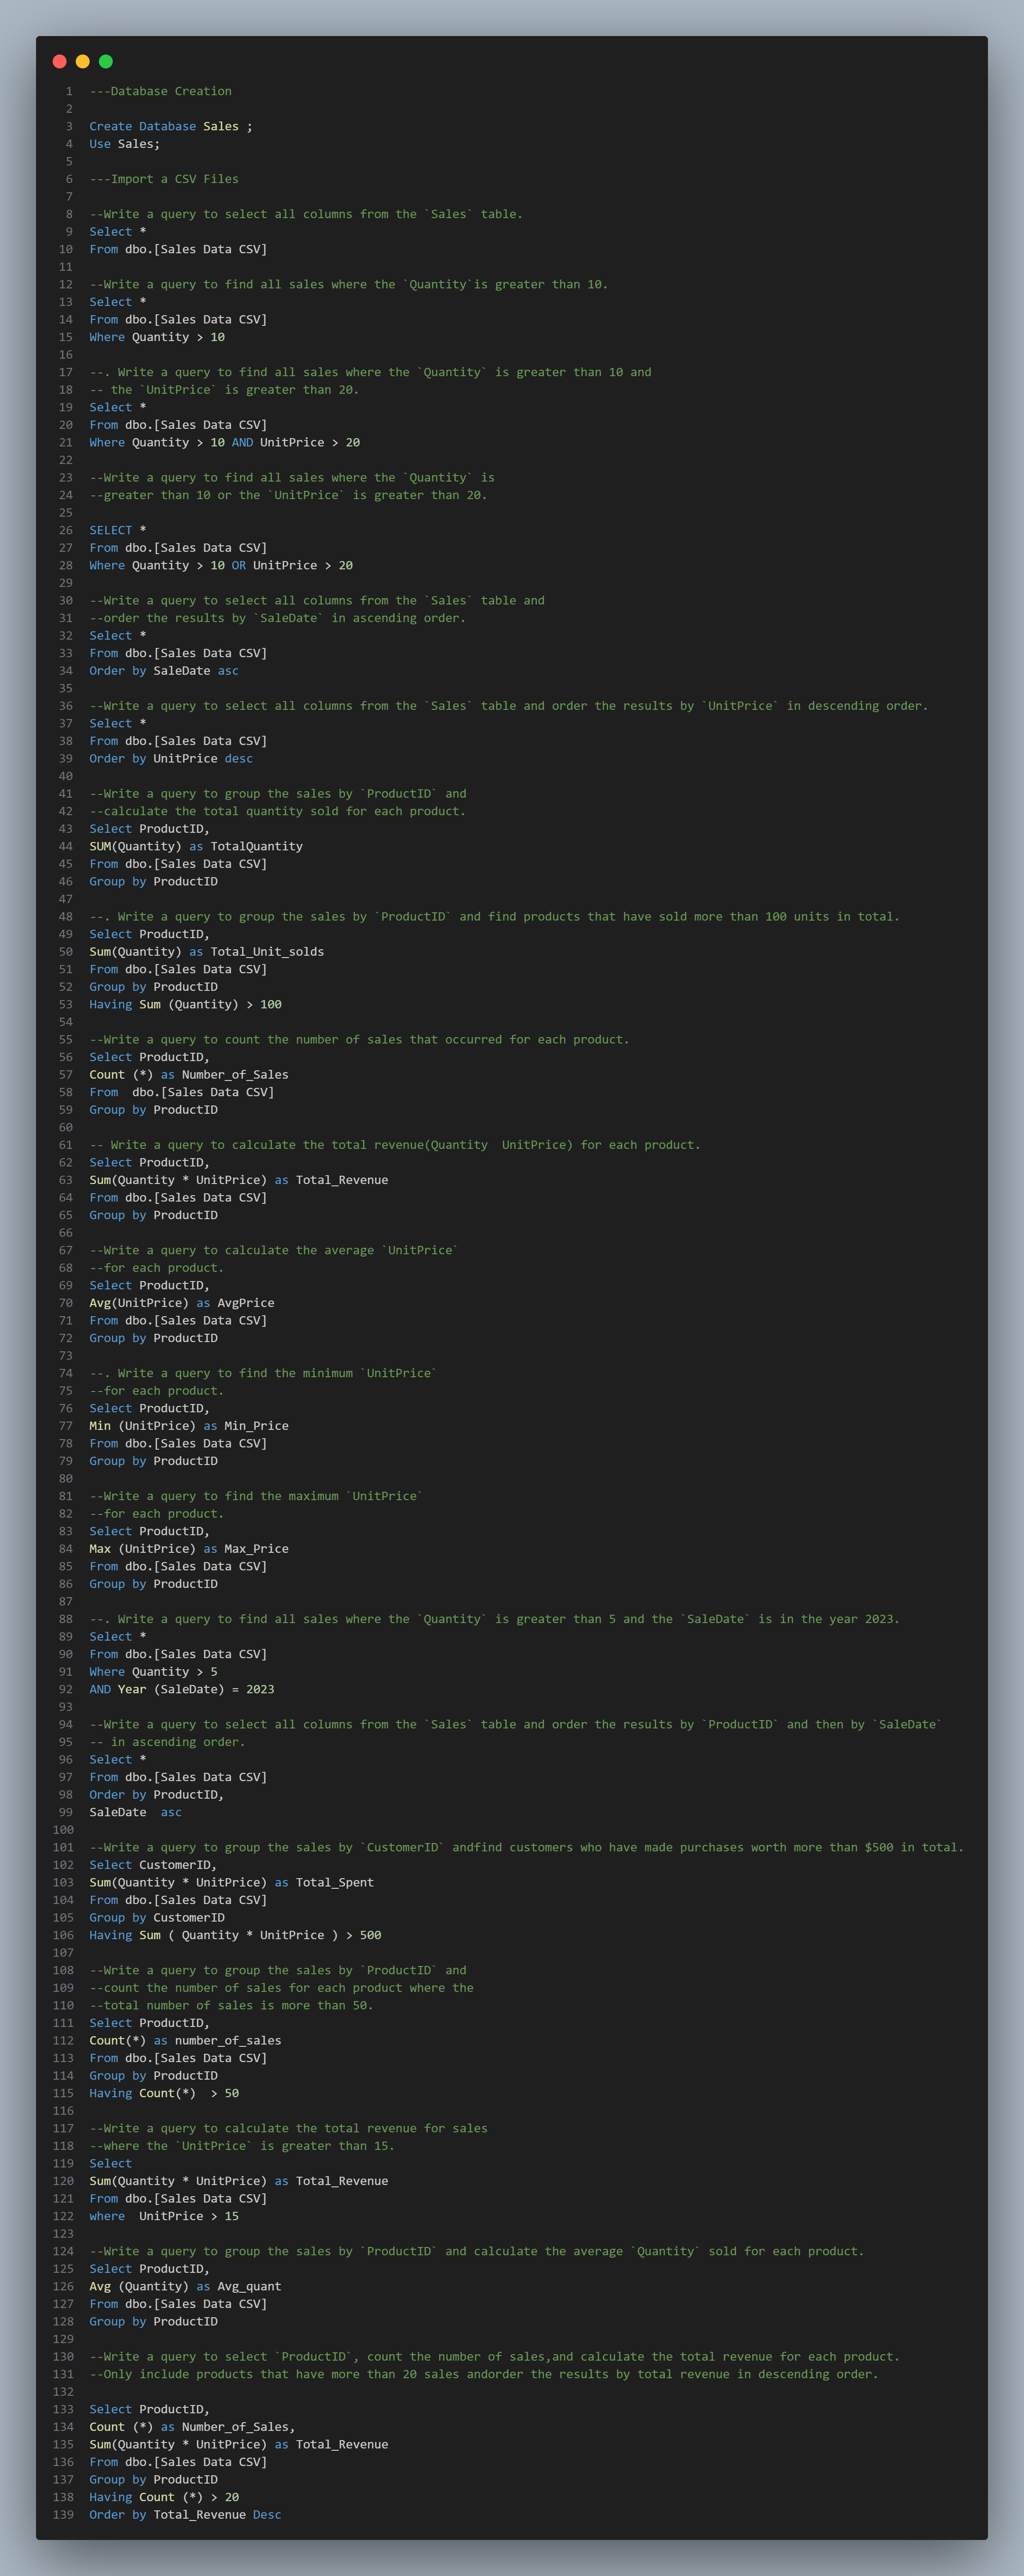 1 ---Database Creation
2
3 Create Database Sales ;
4 Use Sales;
5
6 ---Import a CSV Files
7
8 --Write a query to select all columns from the `Sales` table.
9 Select *
10 From dbo.[Sales Data CSV]
11
12 --Write a query to find all sales where the `Quantity`is greater than 10.
13 Select *
14 From dbo.[Sales Data CSV]
15 Where Quantity > 10
16
17 --. Write a query to find all sales where the `Quantity` is greater than 10 and
18 -- the `UnitPrice` is greater than 20.
19 Select *
20 From dbo.[Sales Data CSV]
21 Where Quantity > 10 AND UnitPrice > 20
22
23 --Write a query to find all sales where the `Quantity` is
24 --greater than 10 or the `UnitPrice` is greater than 20.
25
26 SELECT *
27 From dbo.[Sales Data CSV]
28 Where Quantity > 10 OR UnitPrice > 20
29
30 --Write a query to select all columns from the `Sales` table and
31 --order the results by `SaleDate` in ascending order.
32 Select *
33 From dbo.[Sales Data CSV]
34 Order by SaleDate asc
35
36 --Write a query to select all columns from the `Sales` table and order the results by `UnitPrice` in descending order.
37 Select *
38 From dbo.[Sales Data CSV]
39 Order by UnitPrice desc
40
41 --Write a query to group the sales by `ProductID` and
42 --calculate the total quantity sold for each product.
43 Select ProductID,
44 SUM(Quantity) as TotalQuantity
45 From dbo.[Sales Data CSV]
46 Group by ProductID
47
48 --. Write a query to group the sales by `ProductID` and find products that have sold more than 100 units in total.
49 Select ProductID,
50 Sum(Quantity) as Total_Unit_solds
51 From dbo.[Sales Data CSV]
52 Group by ProductID
53 Having Sum (Quantity) > 100
54
55 --Write a query to count the number of sales that occurred for each product.
56 Select ProductID,
57 Count (*) as Number_of_Sales
58 From  dbo.[Sales Data CSV]
59 Group by ProductID
60
61 -- Write a query to calculate the total revenue(Quantity  UnitPrice) for each product.
62 Select ProductID,
63 Sum(Quantity * UnitPrice) as Total_Revenue
64 From dbo.[Sales Data CSV]
65 Group by ProductID
66
67 --Write a query to calculate the average `UnitPrice`
68 --for each product.
69 Select ProductID,
70 Avg(UnitPrice) as AvgPrice
71 From dbo.[Sales Data CSV]
72 Group by ProductID
73
74 --. Write a query to find the minimum `UnitPrice`
75 --for each product.
76 Select ProductID,
77 Min (UnitPrice) as Min_Price
78 From dbo.[Sales Data CSV]
79 Group by ProductID
80
81 --Write a query to find the maximum `UnitPrice`
82 --for each product.
83 Select ProductID,
84 Max (UnitPrice) as Max_Price
85 From dbo.[Sales Data CSV]
86 Group by ProductID
87
88 --. Write a query to find all sales where the `Quantity` is greater than 5 and the `SaleDate` is in the year 2023.
89 Select *
90 From dbo.[Sales Data CSV]
91 Where Quantity > 5
92 AND Year (SaleDate) = 2023
93
94 --Write a query to select all columns from the `Sales` table and order the results by `ProductID` and then by `SaleDate`
95 -- in ascending order.
96 Select *
97 From dbo.[Sales Data CSV]
98 Order by ProductID,
99 SaleDate  asc
100
101 --Write a query to group the sales by `CustomerID` andfind customers who have made purchases worth more than $500 in total.
102 Select CustomerID,
103 Sum(Quantity * UnitPrice) as Total_Spent
104 From dbo.[Sales Data CSV]
105 Group by CustomerID
106 Having Sum ( Quantity * UnitPrice ) > 500
107
108 --Write a query to group the sales by `ProductID` and
109 --count the number of sales for each product where the
110 --total number of sales is more than 50.
111 Select ProductID,
112 Count(*) as number_of_sales
113 From dbo.[Sales Data CSV]
114 Group by ProductID
115 Having Count(*)  > 50
116
117 --Write a query to calculate the total revenue for sales
118 --where the `UnitPrice` is greater than 15.
119 Select
120 Sum(Quantity * UnitPrice) as Total_Revenue
121 From dbo.[Sales Data CSV]
122 where  UnitPrice > 15
123
124 --Write a query to group the sales by `ProductID` and calculate the average `Quantity` sold for each product.
125 Select ProductID,
126 Avg (Quantity) as Avg_quant
127 From dbo.[Sales Data CSV]
128 Group by ProductID
129
130 --Write a query to select `ProductID`, count the number of sales,and calculate the total revenue for each product.
131 --Only include products that have more than 20 sales andorder the results by total revenue in descending order.
132
133 Select ProductID,
134 Count (*) as Number_of_Sales,
135 Sum(Quantity * UnitPrice) as Total_Revenue
136 From dbo.[Sales Data CSV]
137 Group by ProductID
138 Having Count (*) > 20
139 Order by Total_Revenue Desc